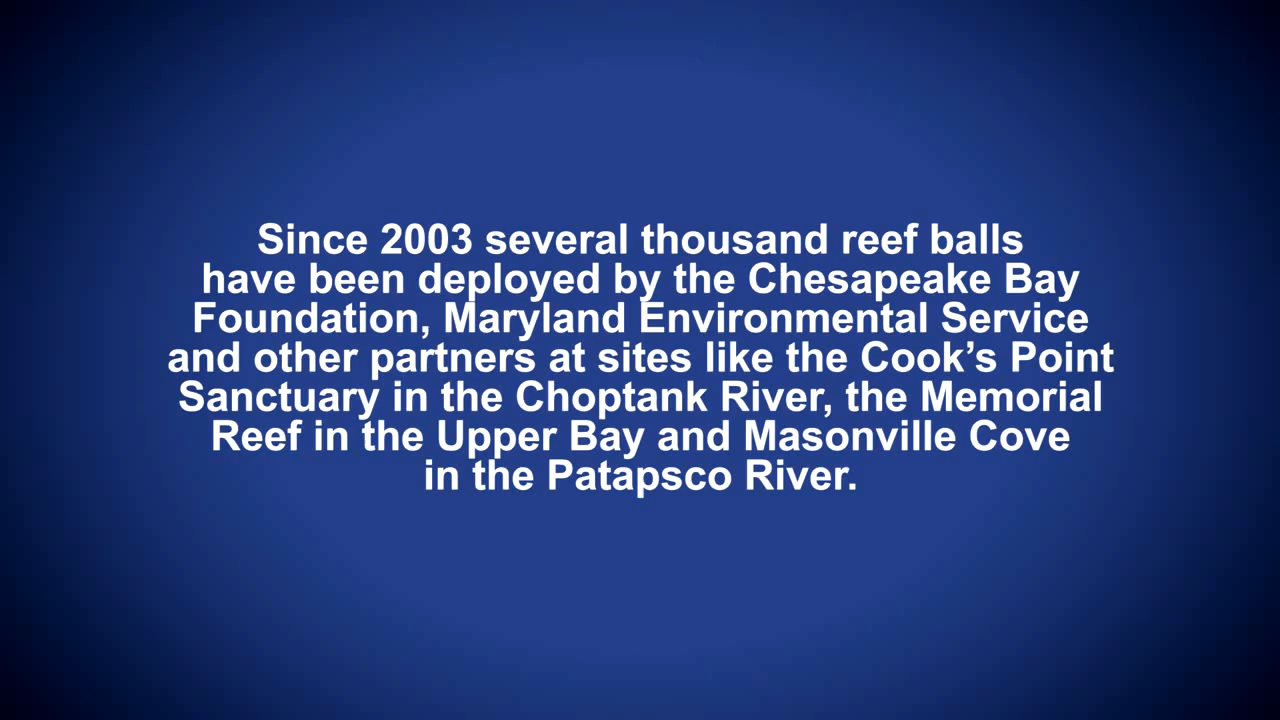 Since 2003 several thousand reef balls
have been deployed by the Chesapeake Bay
Foundation, Maryland Environmental Service
and other partners at sites like the Cook’s Point
Sanctuary in the Choptank River, the Memorial
Reef in the Upper Bay and Masonville Cove
in the Patapsco River.